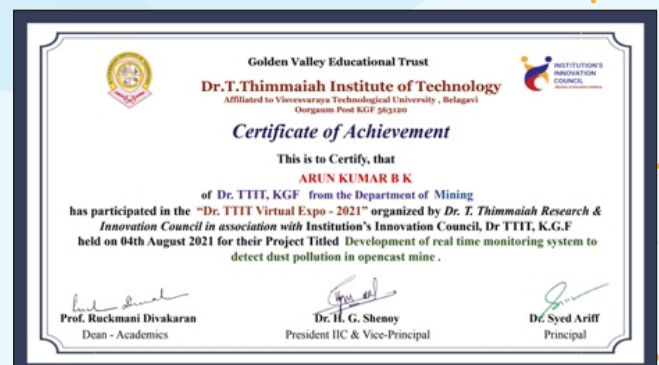 Golden Valley Educational Trust
INSTITUTION'S
INNOVATION
COUNCIL
Dr.T.Thimmaiah Institute of Technology
Affiliated to Visvesvaraya Technological University , Belagavi
Oorgaum Post KGF 563120
Certificate of Achievement
This is to Certify, that
ARUN KUMAR B K
of Dr. TTIT, KGF from the Department of Mining
has participated in the "Dr. TTIT Virtual Expo - 2021" organized by Dr. T. Thimmaiah Research &
Innovation Council in association with Institution's Innovation Council, Dr TTIT, K.G.F
held on 04th August 2021 for their Project Titled Development of real time monitoring system to
detect dust pollution in opencast mine .
Prof. Ruckmani Divakaran
Dean - Academics
Dr. H. G. Shenoy
President IIC & Vice-Principal
Dr. Syed Ariff
Principal